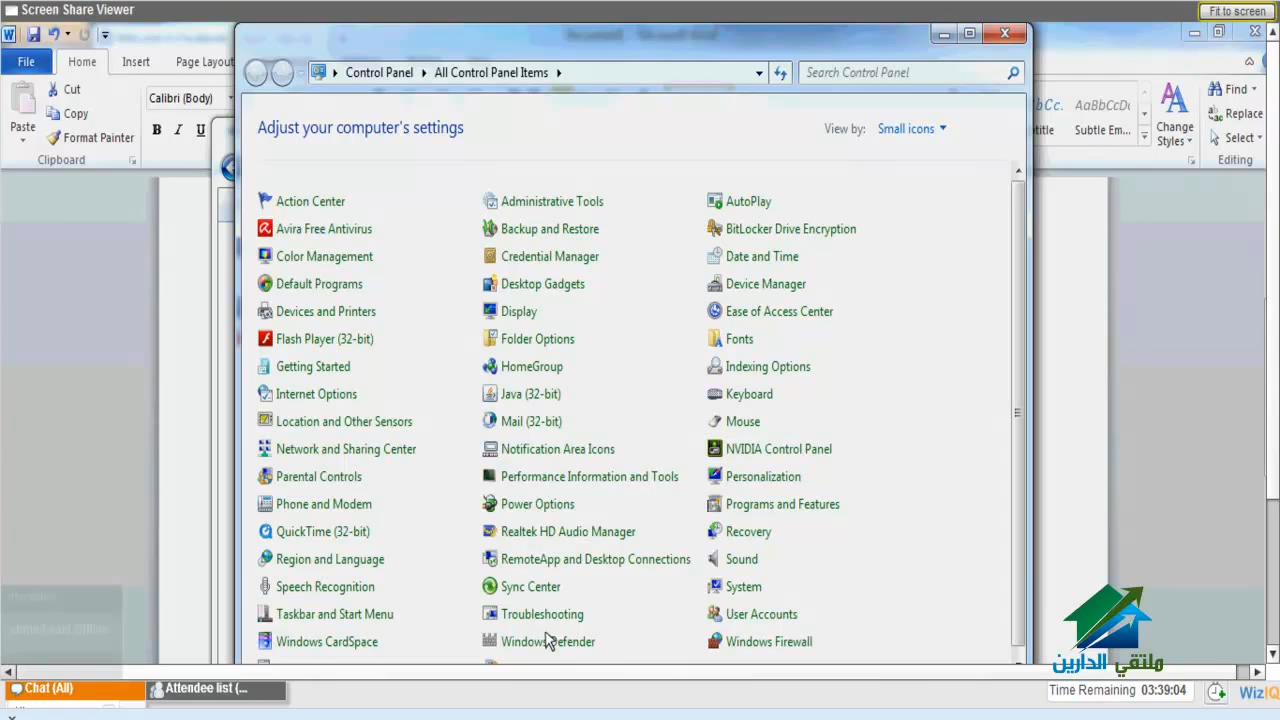 Screen Share Viewer
Fit to screen
File Home Insert Page Layout
Calibri (Body)
Cut
Copy
Format Painter
Paste
Clipboard
B I U
Control Panel All Control Panel Items
Search Control Panel
AaBbCcDc
Subtle Em...
Change
Styles
Find
Replace
Select
Editing
Adjust your computer's settings
View by: Small icons
Action Center Administrative Tools AutoPlay
Avira Free Antivirus Backup and Restore BitLocker Drive Encryption
Color Management Credential Manager Date and Time
Default Programs Desktop Gadgets Device Manager
Devices and Printers Display Ease of Access Center
Flash Player (32-bit) Folder Options Fonts
Getting Started HomeGroup Indexing Options
Internet Options Java (32-bit) Keyboard
Location and Other Sensors Mail (32-bit) Mouse
Network and Sharing Center Notification Area Icons NVIDIA Control Panel
Parental Controls Performance Information and Tools Personalization
Phone and Modem Power Options Programs and Features
QuickTime (32-bit) Realtek HD Audio Manager Recovery
Region and Language RemoteApp and Desktop Connections Sound
Speech Recognition Sync Center System
Taskbar and Start Menu Troubleshooting User Accounts
Windows CardSpace Windows Defender Windows Firewall
ملتقي الدارين
Chat (All) Attendee list (...
Time Remaining 03:39:04
WizIQ